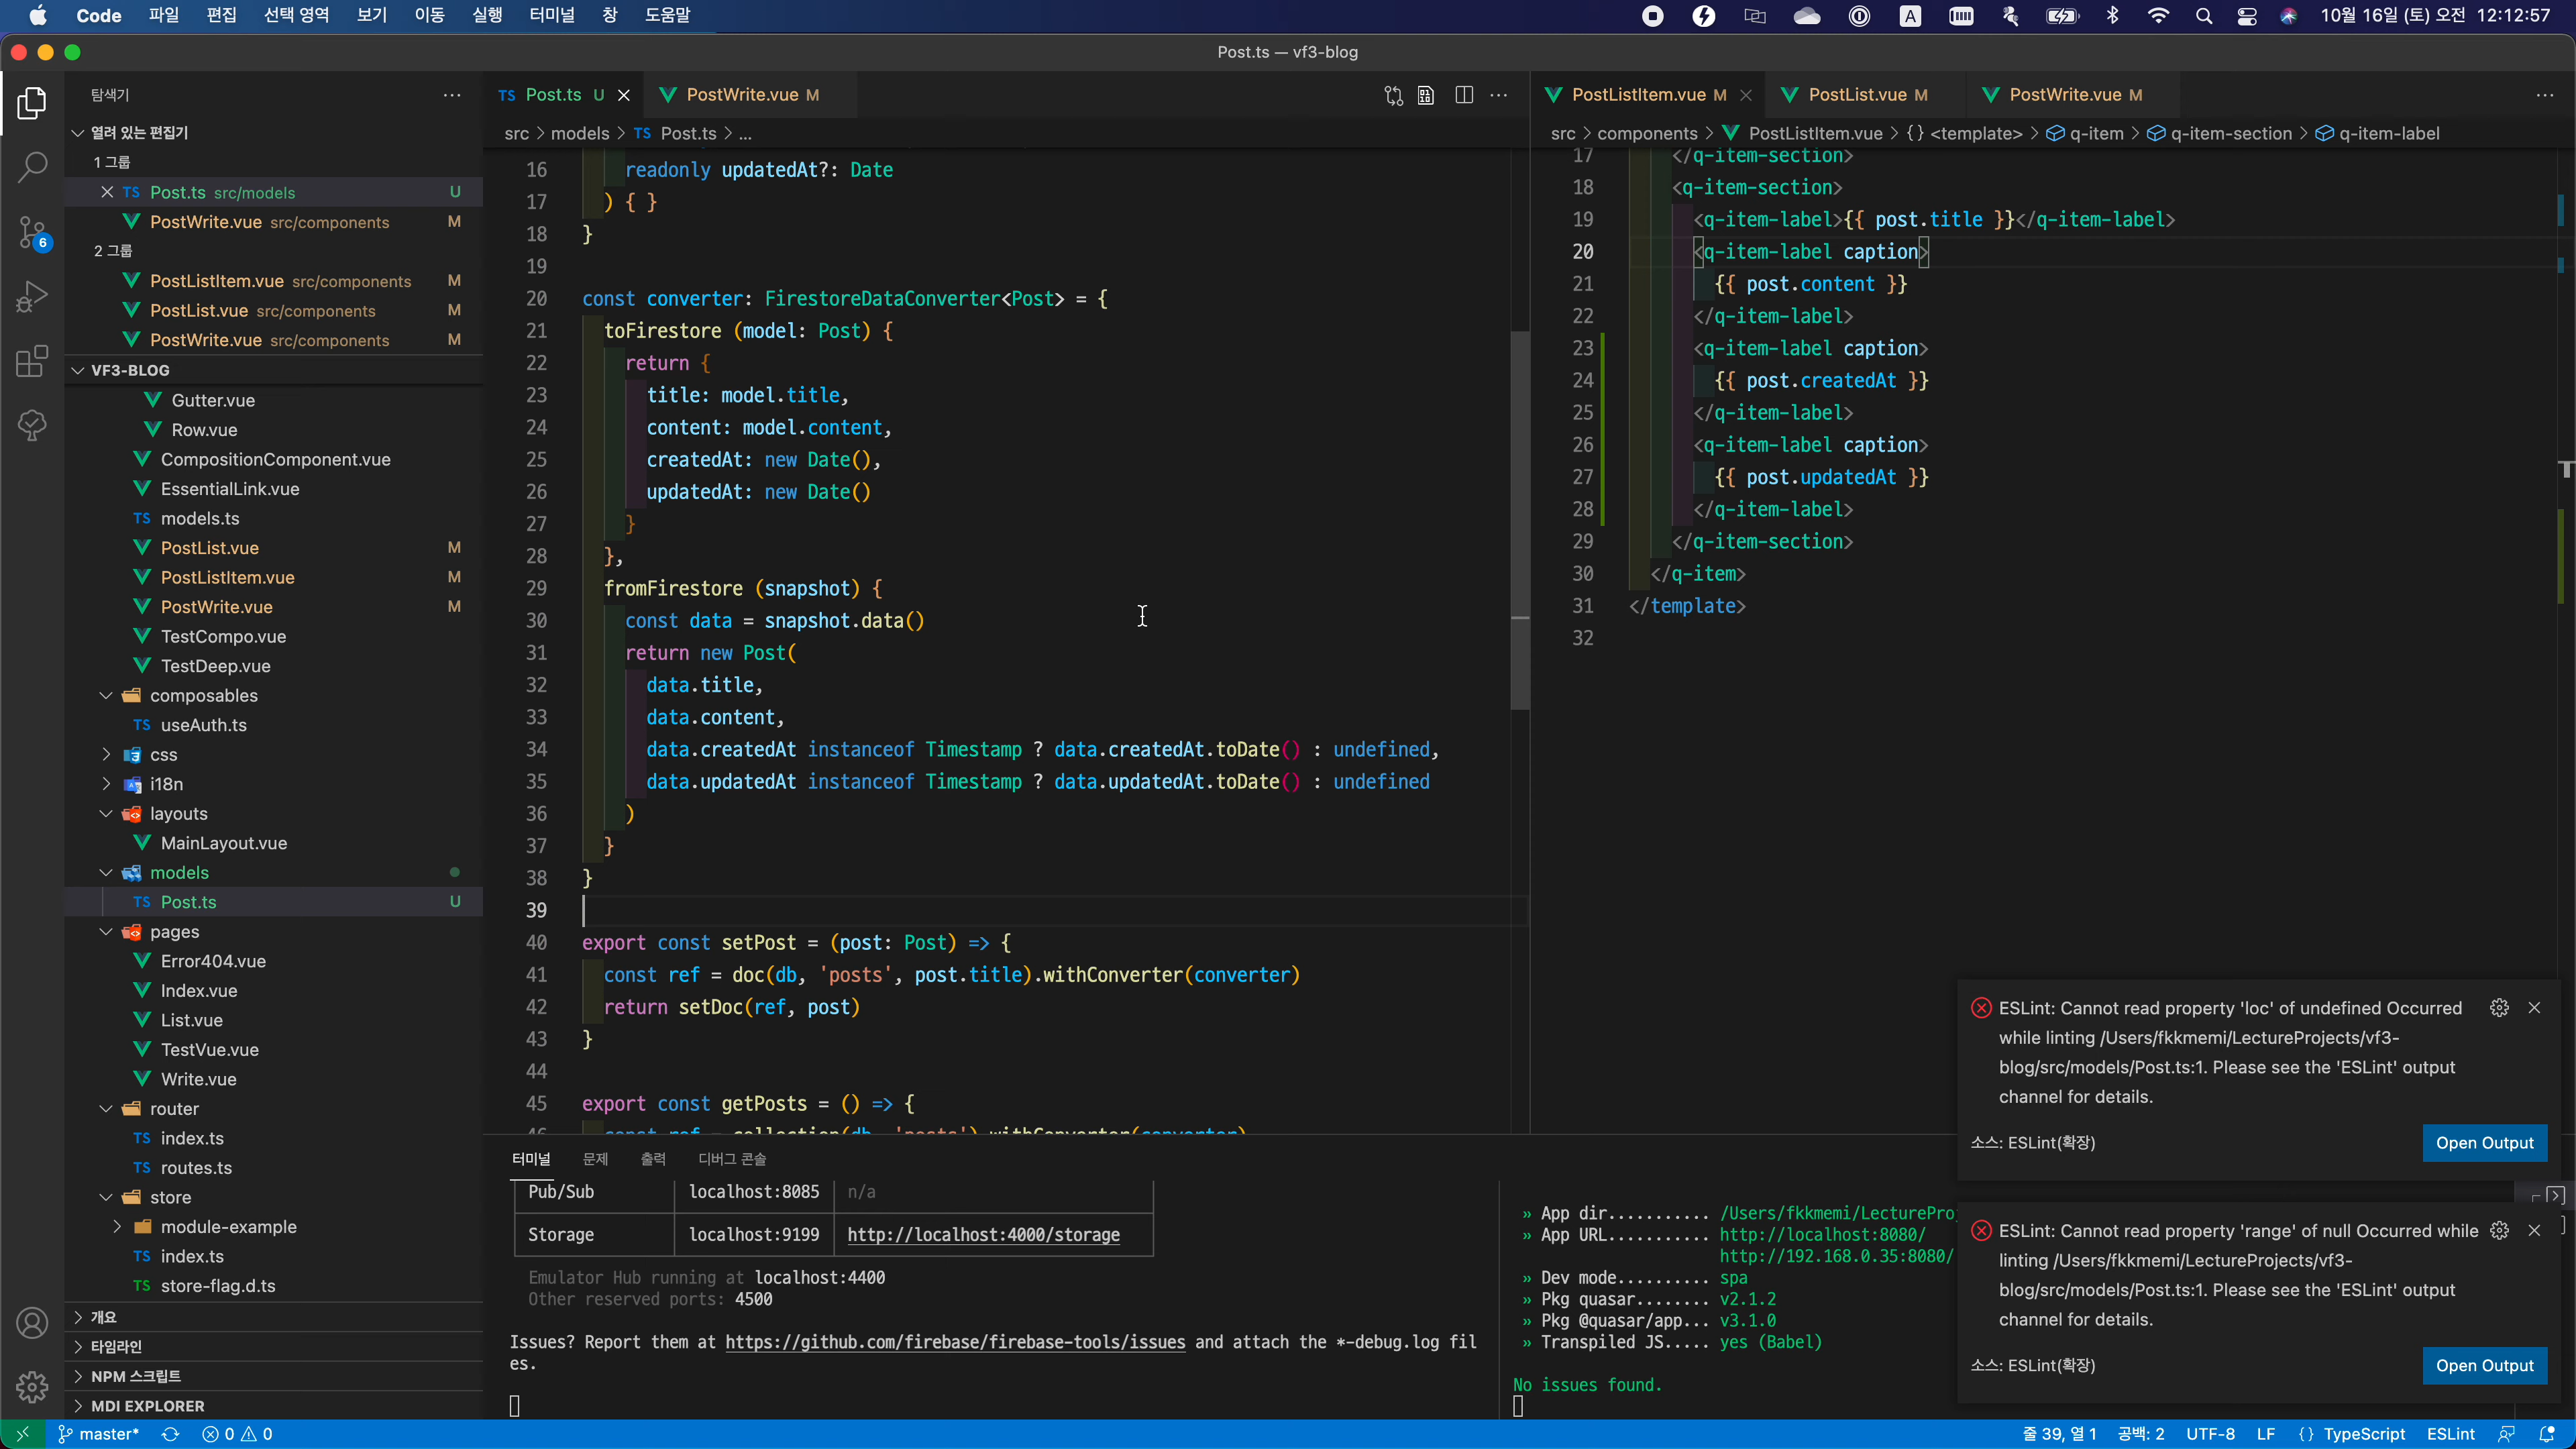 Code 파일 편집 선택 영역 보기 이동 실행 터미널 창 도움말
A
10월 16일 (토) 오전 12:12:57
Post.ts — vf3-blog
탐색기
열려 있는 편집기
1 그룹
TS Post.ts src/models U
PostWrite.vue src/components M
2 그룹
PostListItem.vue src/components M
PostList.vue src/components M
PostWrite.vue src/components M
VF3-BLOG
Gutter.vue
Row.vue
CompositionComponent.vue
EssentialLink.vue
TS models.ts
PostList.vue M
PostListItem.vue M
PostWrite.vue M
TestCompo.vue
TestDeep.vue
composables
TS useAuth.ts
css
i18n
layouts
MainLayout.vue
models
TS Post.ts U
pages
Error404.vue
Index.vue
List.vue
TestVue.vue
Write.vue
router
TS index.ts
TS routes.ts
store
module-example
TS index.ts
TS store-flag.d.ts
개요
타임라인
NPM 스크립트
MDI EXPLORER
6
TS Post.ts U
PostWrite.vue M
src > models > TS Post.ts > ...
16 readonly updatedAt?: Date
17 ) { }
18 }
19
20 const converter: FirestoreDataConverter<Post> = {
21 toFirestore (model: Post) {
22 return {
23 title: model.title,
24 content: model.content,
25 createdAt: new Date(),
26 updatedAt: new Date()
27 }
28 },
29 fromFirestore (snapshot) {
30 const data = snapshot.data()
31 return new Post(
32 data.title,
33 data.content,
34 data.createdAt instanceof Timestamp ? data.createdAt.toDate() : undefined,
35 data.updatedAt instanceof Timestamp ? data.updatedAt.toDate() : undefined
36 )
37 }
38 }
39
40 export const setPost = (post: Post) => {
41 const ref = doc(db, 'posts', post.title).withConverter(converter)
42 return setDoc(ref, post)
43 }
44
45 export const getPosts = () => {
46 const ref = collection(db, 'posts').withConverter(converter)
PostListItem.vue M
PostList.vue M
PostWrite.vue M
src > components > PostListItem.vue > {} <template> > q-item > q-item-section > q-item-label
17 </q-item-section>
18 <q-item-section>
19 <q-item-label>{{ post.title }}</q-item-label>
20 <q-item-label caption>
21 {{ post.content }}
22 </q-item-label>
23 <q-item-label caption>
24 {{ post.createdAt }}
25 </q-item-label>
26 <q-item-label caption>
27 {{ post.updatedAt }}
28 </q-item-label>
29 </q-item-section>
30 </q-item>
31 </template>
32
터미널 문제 출력 디버그 콘솔
Pub/Sub localhost:8085 n/a
Storage localhost:9199 http://localhost:4000/storage
Emulator Hub running at localhost:4400
Other reserved ports: 4500
Issues? Report them at https://github.com/firebase/firebase-tools/issues and attach the *-debug.log fil
es.
» App dir........... /Users/fkkmemi/LecturePro
» App URL........... http://localhost:8080/
http://192.168.0.35:8080/
» Dev mode.......... spa
» Pkg quasar........ v2.1.2
» Pkg @quasar/app... v3.1.0
» Transpiled JS..... yes (Babel)
No issues found.
ESLint: Cannot read property 'loc' of undefined Occurred
while linting /Users/fkkmemi/LectureProjects/vf3-
blog/src/models/Post.ts:1. Please see the 'ESLint' output
channel for details.
소스: ESLint(확장)
Open Output
ESLint: Cannot read property 'range' of null Occurred while
linting /Users/fkkmemi/LectureProjects/vf3-
blog/src/models/Post.ts:1. Please see the 'ESLint' output
channel for details.
소스: ESLint(확장)
Open Output
master* 0 0
줄 39, 열 1 공백: 2 UTF-8 LF {} TypeScript ESLint